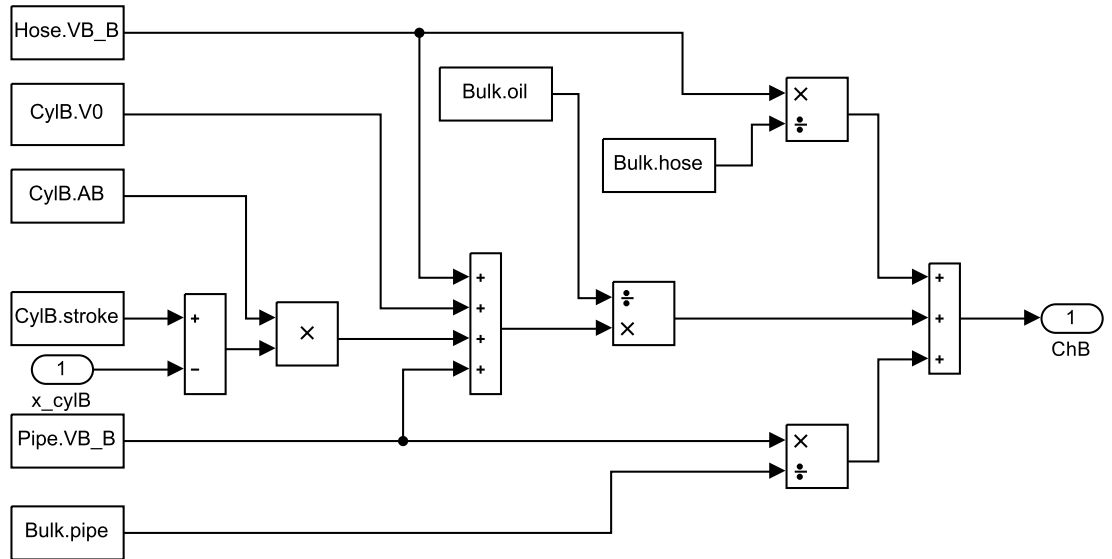 Hose.VB_B
CylB.V0
Bulk.oil
×
÷
Bulk.hose
CylB.AB
CylB.stroke
+
−
×
+
+
+
+
÷
×
+
+
+
1
ChB
1
x_cylB
Pipe.VB_B
×
÷
Bulk.pipe